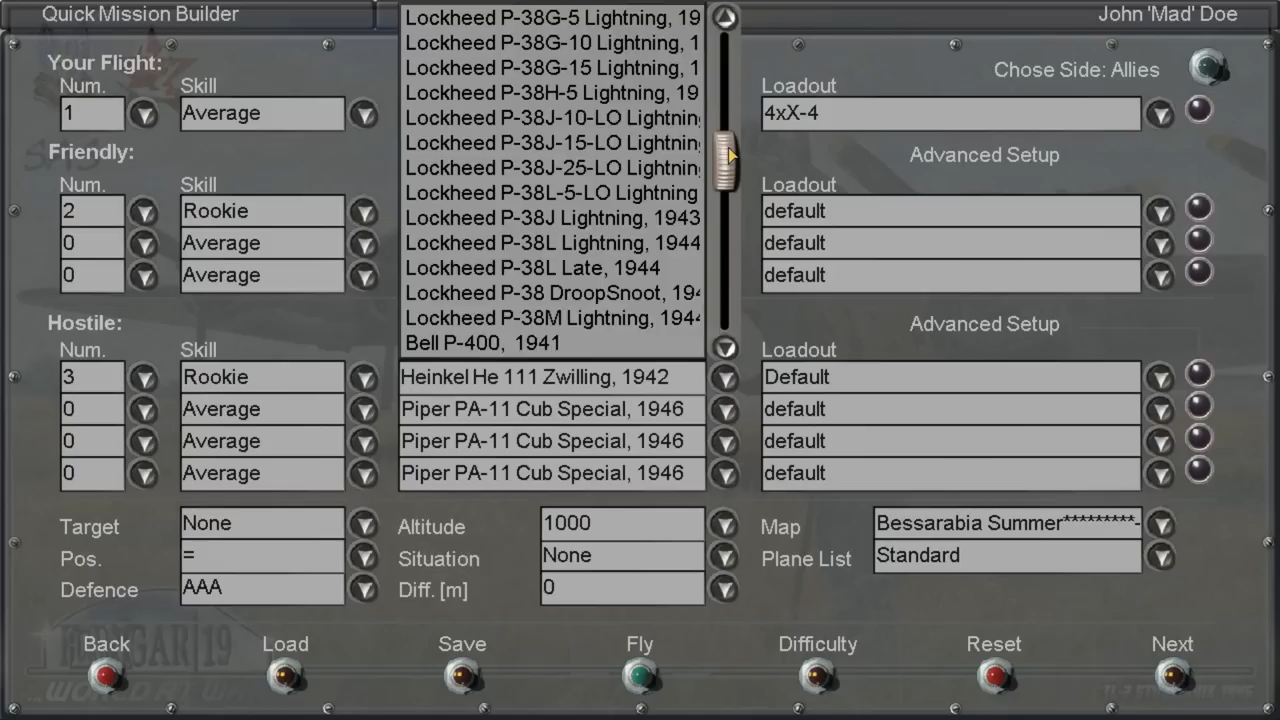 Quick Mission Builder
John 'Mad' Doe
Lockheed P-38G-5 Lightning, 19
Lockheed P-38G-10 Lightning, 1
Lockheed P-38G-15 Lightning, 1
Lockheed P-38H-5 Lightning, 19
Lockheed P-38J-10-LO Lightnin
Lockheed P-38J-15-LO Lightnin
Lockheed P-38J-25-LO Lightnin
Lockheed P-38L-5-LO Lightning
Lockheed P-38J Lightning, 1943
Lockheed P-38L Lightning, 1944
Lockheed P-38L Late, 1944
Lockheed P-38 DroopSnoot, 194
Lockheed P-38M Lightning, 1944
Bell P-400, 1941
Your Flight:
Chose Side: Allies
Num. Skill Loadout
1 Average 4xX-4
Friendly:
Advanced Setup
Num. Skill Loadout
2 Rookie default
0 Average default
0 Average default
Hostile:
Advanced Setup
Num. Skill Loadout
3 Rookie Heinkel He 111 Zwilling, 1942 Default
0 Average Piper PA-11 Cub Special, 1946 default
0 Average Piper PA-11 Cub Special, 1946 default
0 Average Piper PA-11 Cub Special, 1946 default
Target None Altitude 1000 Map Bessarabia Summer*********-
Pos. = Situation None Plane List Standard
Defence AAA Diff. [m] 0
Back Load Save Fly Difficulty Reset Next